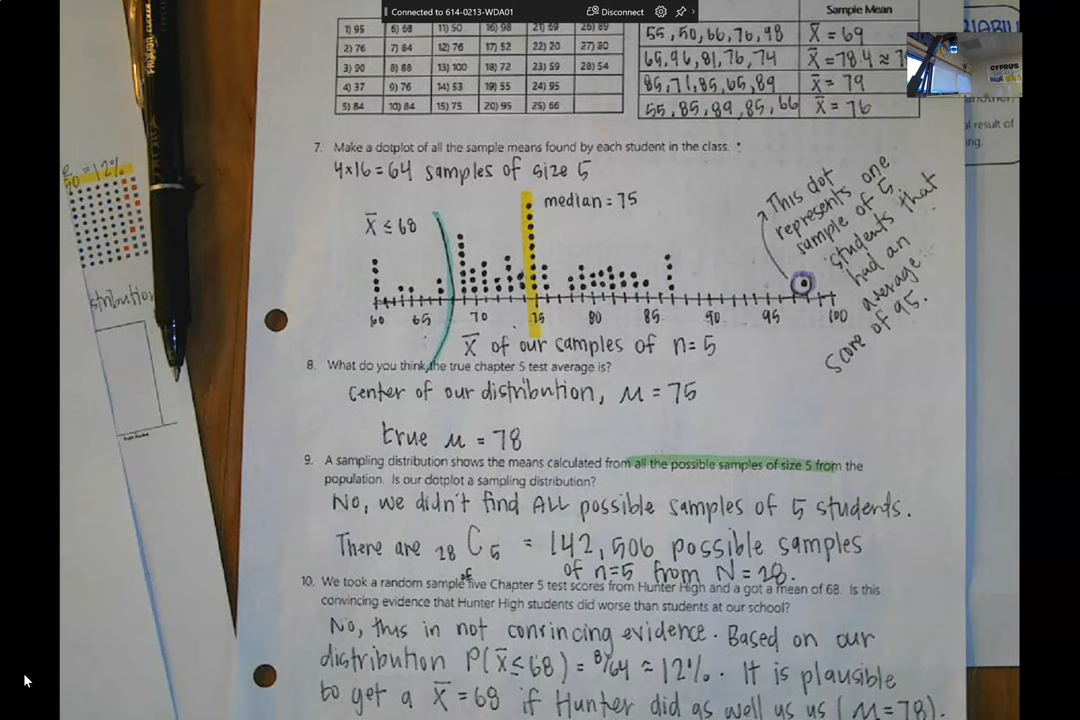 Connected to 614-0213-WDA01
Disconnect
1) 95 6) 68 11) 50 16) 98 21) 69 26) 89
2) 76 7) 84 12) 76 17) 52 22) 20 27) 80
3) 90 8) 88 13) 100 18) 72 23) 59 28) 54
4) 37 9) 76 14) 53 19) 55 24) 95
5) 84 10) 84 15) 75 20) 95 25) 66
Sample Mean
55, 50, 66, 76, 98 x̄ = 69
65, 96, 81, 76, 74 x̄ = 78.4 ≈
85, 71, 85, 65, 89 x̄ = 79
55, 85, 89, 85, 66 x̄ = 76
CYPRUS
al result of
= 12%
stribution
7. Make a dotplot of all the sample means found by each student in the class.
4×16=64 samples of size 5
median = 75
x̄ ≤ 68
This dot
represents one
sample of 5
students that
had an
average
score of 95.
60 65 70 75 80 85 90 95 100
x̄ of our samples of n=5
8. What do you think the true chapter 5 test average is?
center of our distribution, μ = 75
true μ = 78
9. A sampling distribution shows the means calculated from all the possible samples of size 5 from the
population. Is our dotplot a sampling distribution?
No, we didn't find ALL possible samples of 5 students.
There are 28 C 5 = 142,506 possible samples
of n=5 from N=28.
10. We took a random sample of five Chapter 5 test scores from Hunter High and a got a mean of 68. Is this
convincing evidence that Hunter High students did worse than students at our school?
No, this in not convincing evidence. Based on our
distribution P(x̄ ≤ 68) = 8/64 ≈ 12%. It is plausible
to get a x̄ = 68 if Hunter did as well us us (μ=78).